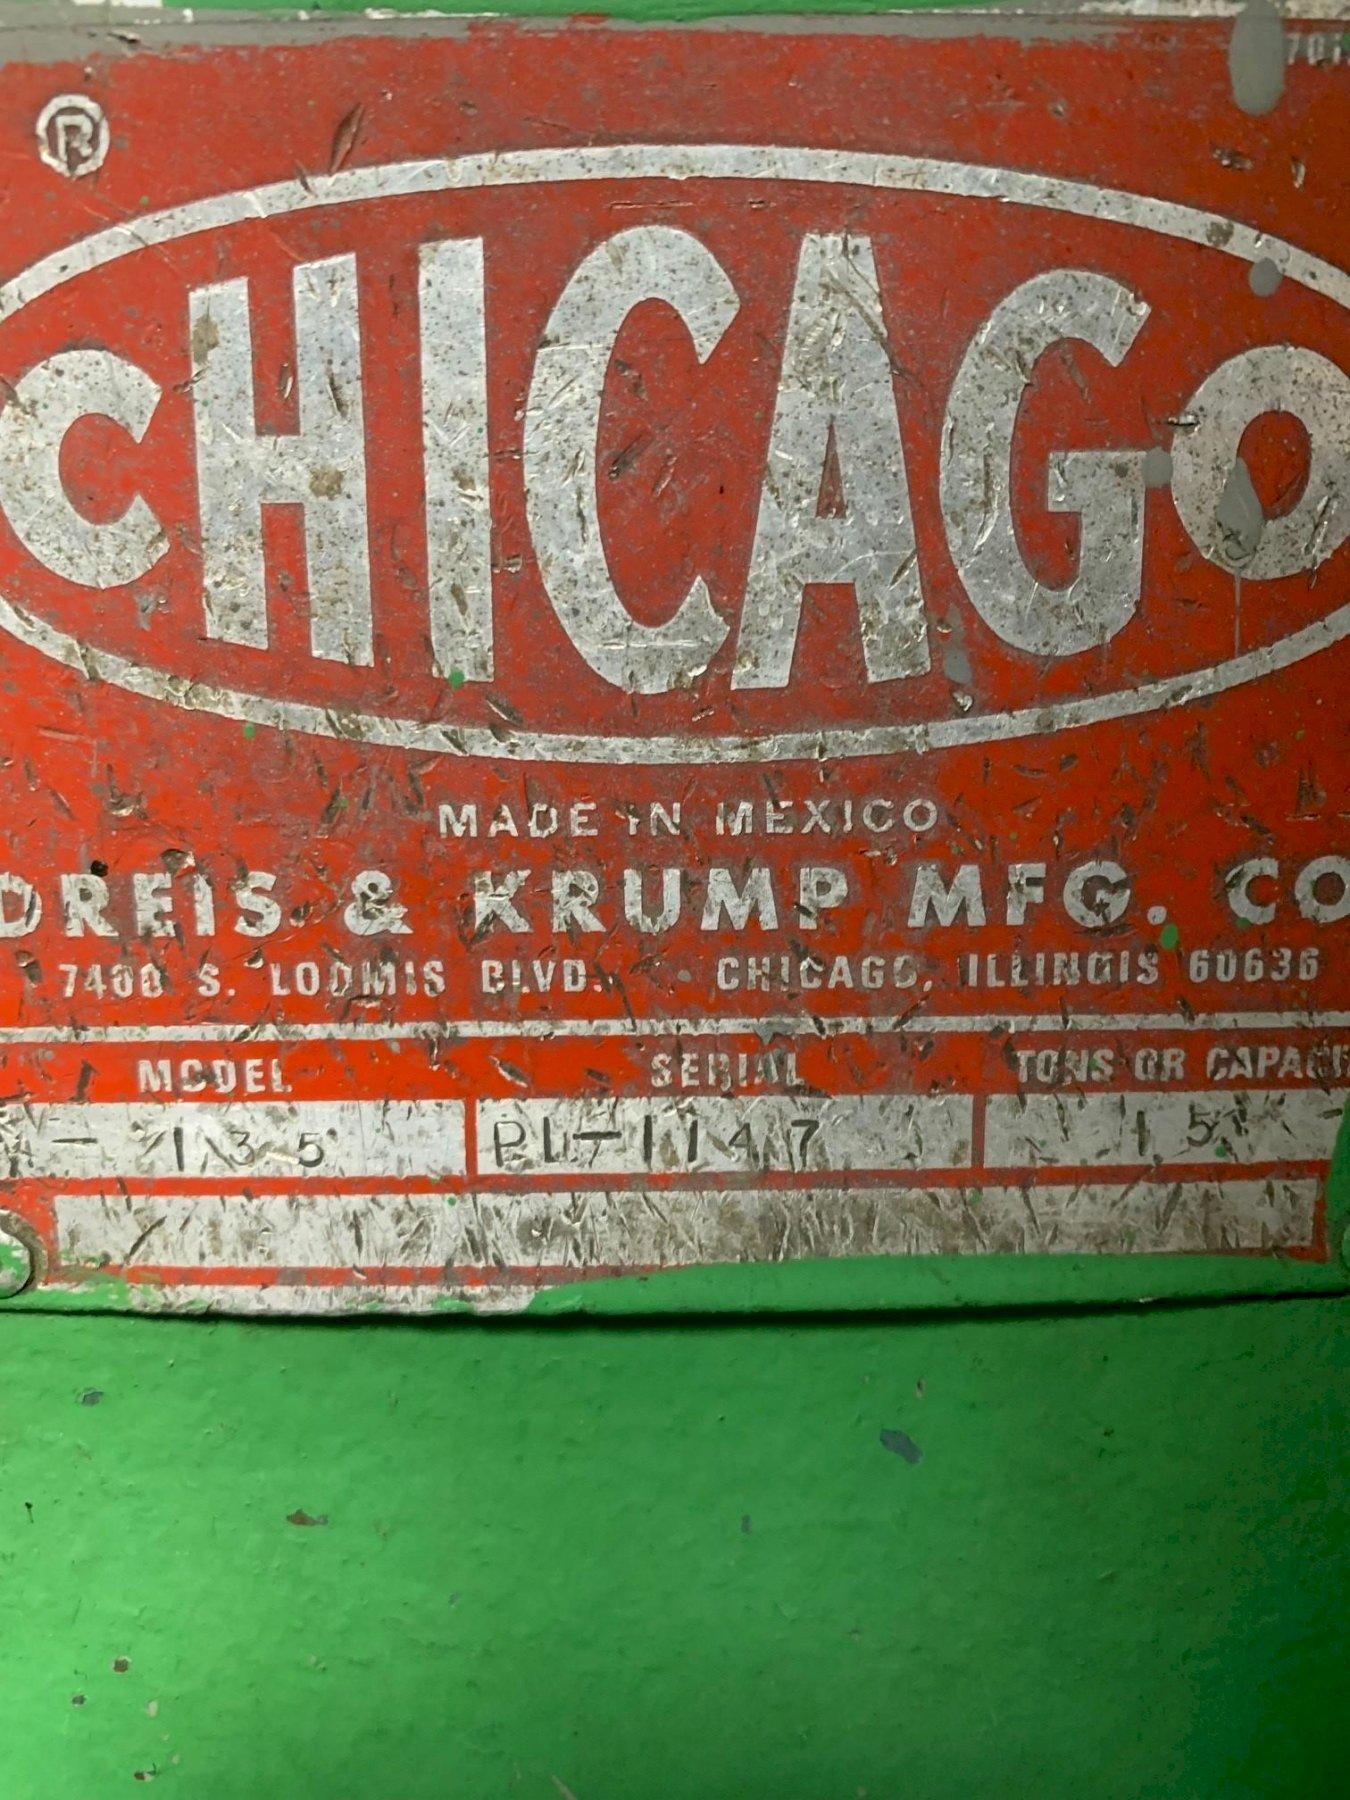 ®
CHICAGO
MADE IN MEXICO
DREIS & KRUMP MFG. CO
7400 S. LOOMIS BLVD. CHICAGO, ILLINOIS 60636
MODEL SERIAL TONS OR CAPACI
- 135 PL-1147 15